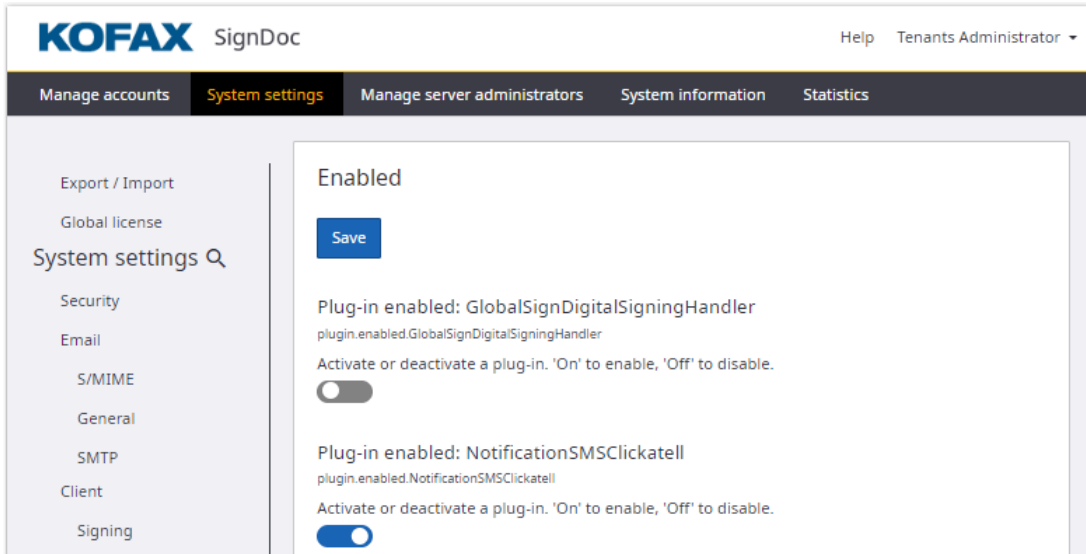 KOFAX SignDoc
Help Tenants Administrator
Manage accounts System settings Manage server administrators System information Statistics
Export / Import
Global license
System settings
Security
Email
S/MIME
General
SMTP
Client
Signing
Enabled
Save
Plug-in enabled: GlobalSignDigitalSigningHandler
plugin.enabled.GlobalSignDigitalSigningHandler
Activate or deactivate a plug-in. 'On' to enable, 'Off' to disable.
Plug-in enabled: NotificationSMSClickatell
plugin.enabled.NotificationSMSClickatell
Activate or deactivate a plug-in. 'On' to enable, 'Off' to disable.